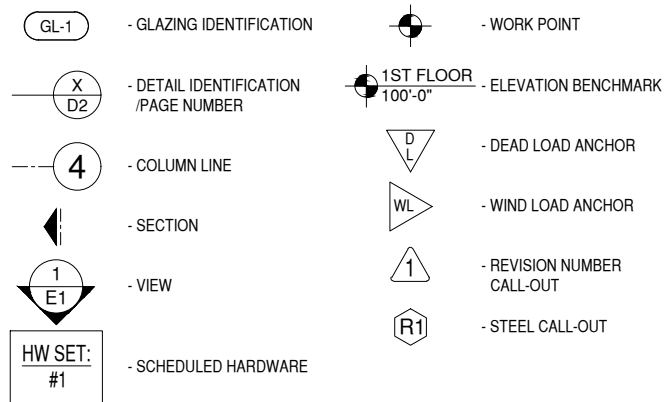 GL-1 - GLAZING IDENTIFICATION
X
D2
- DETAIL IDENTIFICATION
/PAGE NUMBER
4 - COLUMN LINE
- SECTION
1
E1
- VIEW
HW SET:
#1
- SCHEDULED HARDWARE
- WORK POINT
1ST FLOOR
100'-0"
- ELEVATION BENCHMARK
D
L
- DEAD LOAD ANCHOR
WL - WIND LOAD ANCHOR
1 - REVISION NUMBER
CALL-OUT
R1 - STEEL CALL-OUT